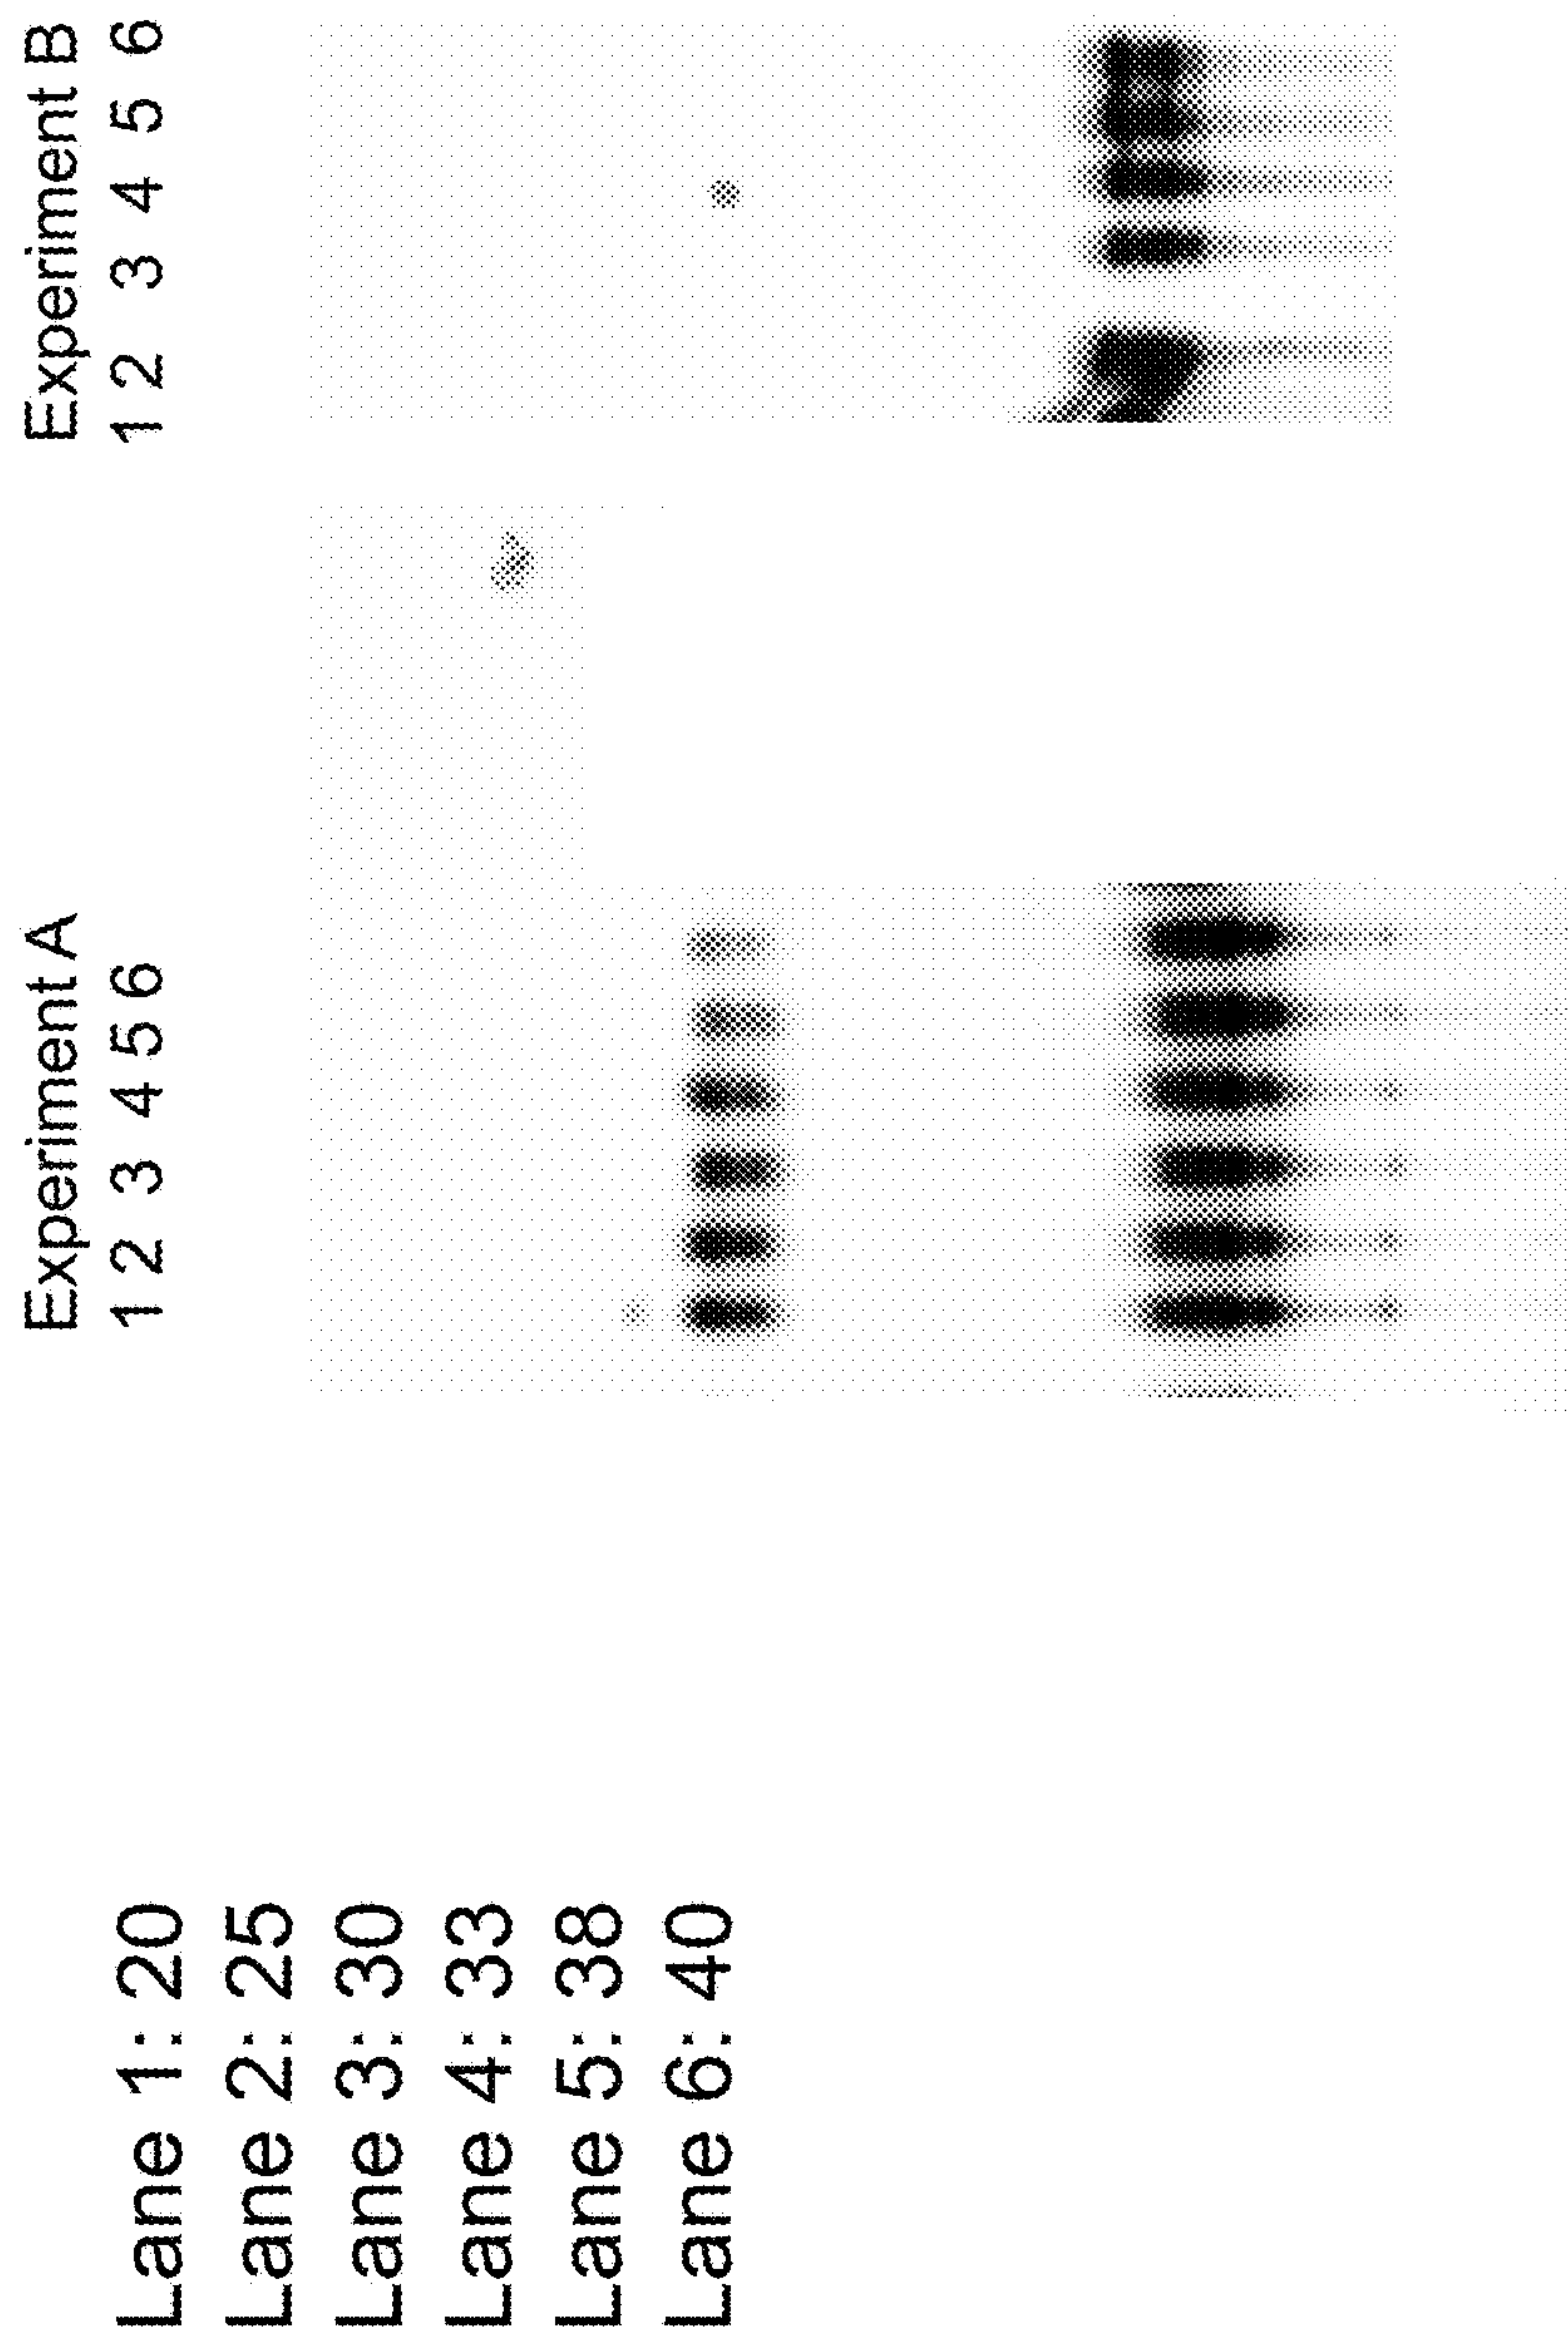 Lane 1: 20
Lane 2: 25
Lane 3: 30
Lane 4: 33
Lane 5: 38
Lane 6: 40
Experiment A
1 2 3 4 5 6
Experiment B
1 2 3 4 5 6